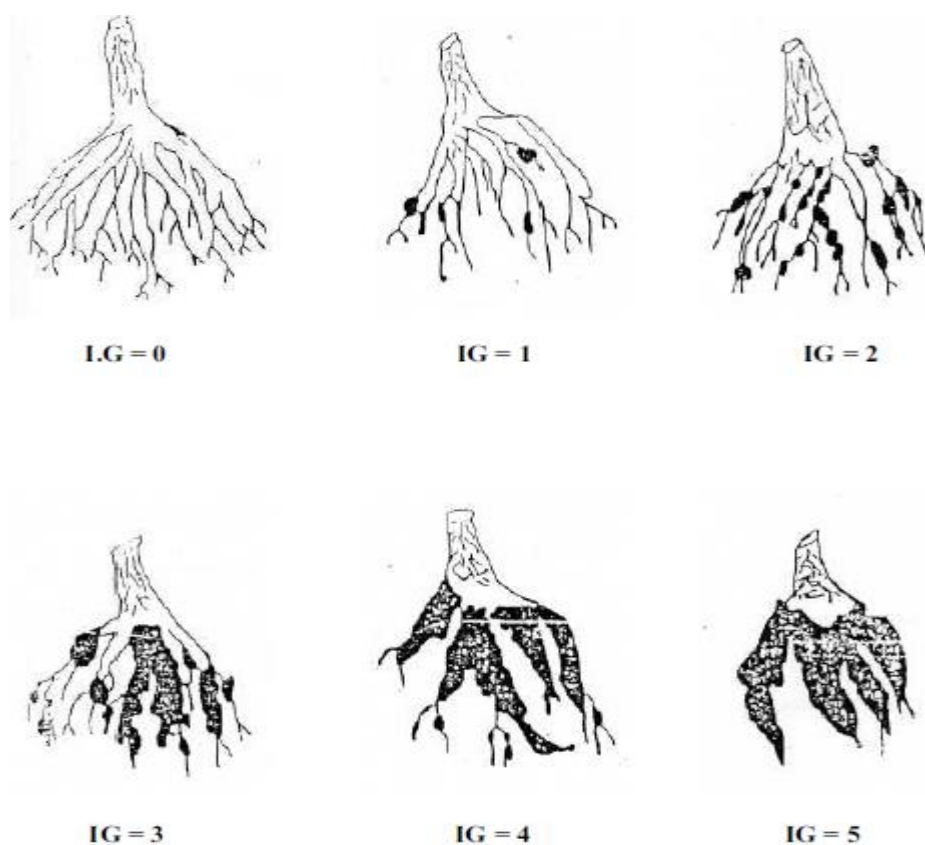 I.G = 0
IG = 1
IG = 2
IG = 3
IG = 4
IG = 5